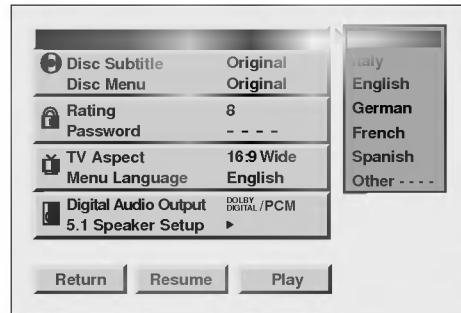 Disc Subtitle Original
Disc Menu Original
Rating 8
Password - - - -
TV Aspect 16:9 Wide
Menu Language English
Digital Audio Output DOLBY DIGITAL /PCM
5.1 Speaker Setup ►
Italy
English
German
French
Spanish
Other - - - -
Return Resume Play